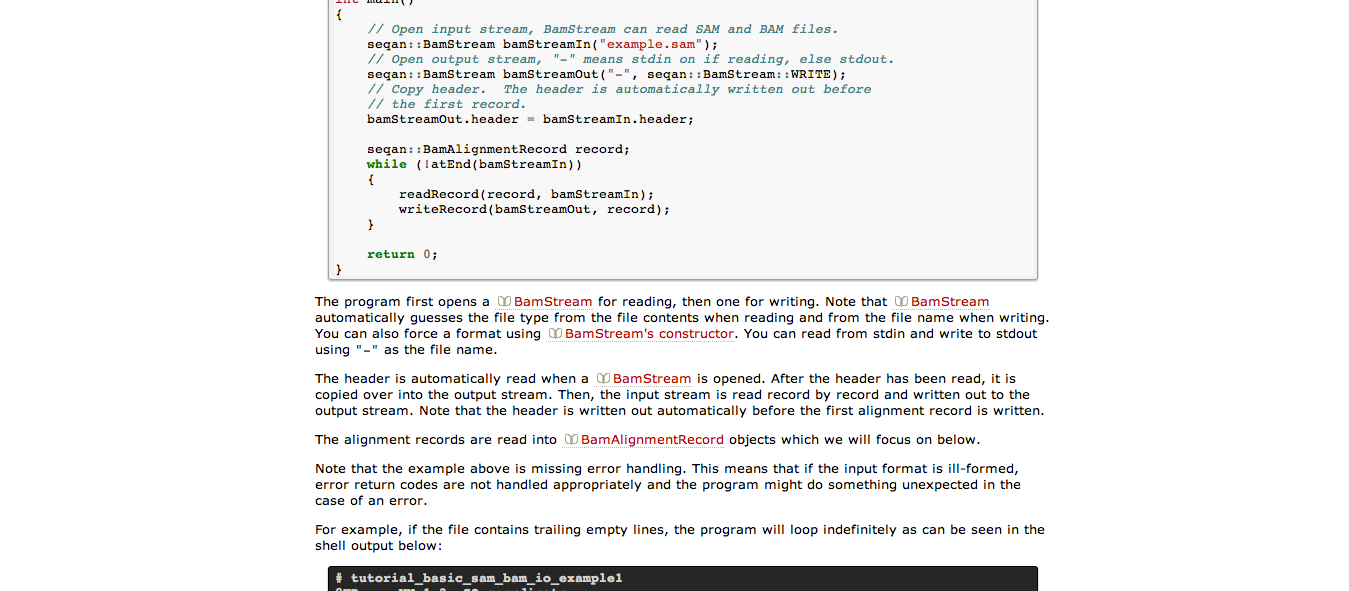 int main()
{
// Open input stream, BamStream can read SAM and BAM files.
seqan::BamStream bamStreamIn("example.sam");
// Open output stream, "-" means stdin on if reading, else stdout.
seqan::BamStream bamStreamOut("-", seqan::BamStream::WRITE);
// Copy header.  The header is automatically written out before
// the first record.
bamStreamOut.header = bamStreamIn.header;
seqan::BamAlignmentRecord record;
while (!atEnd(bamStreamIn))
{
readRecord(record, bamStreamIn);
writeRecord(bamStreamOut, record);
}
return 0;
}
The program first opens a BamStream for reading, then one for writing. Note that BamStream
automatically guesses the file type from the file contents when reading and from the file name when writing.
You can also force a format using BamStream's constructor. You can read from stdin and write to stdout
using "-" as the file name.
The header is automatically read when a BamStream is opened. After the header has been read, it is
copied over into the output stream. Then, the input stream is read record by record and written out to the
output stream. Note that the header is written out automatically before the first alignment record is written.
The alignment records are read into BamAlignmentRecord objects which we will focus on below.
Note that the example above is missing error handling. This means that if the input format is ill-formed,
error return codes are not handled appropriately and the program might do something unexpected in the
case of an error.
For example, if the file contains trailing empty lines, the program will loop indefinitely as can be seen in the
shell output below:
# tutorial_basic_sam_bam_io_example1